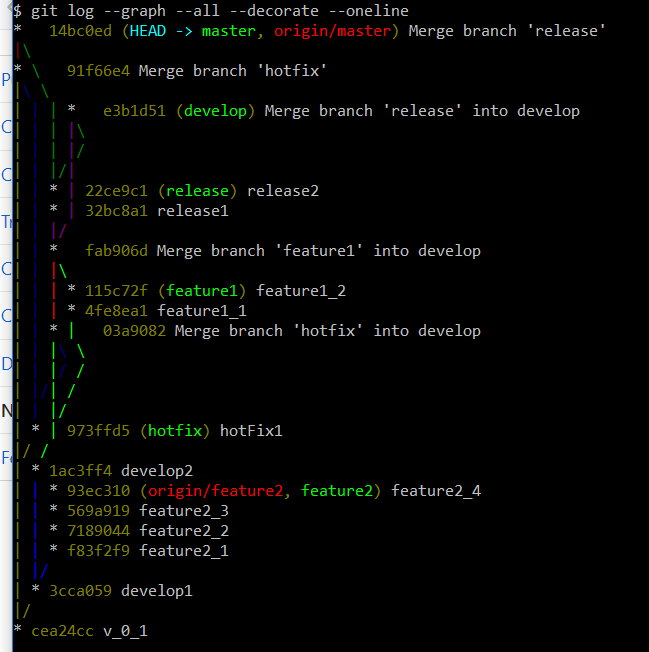 $ git log --graph --all --decorate --oneline
*   14bc0ed (HEAD -> master, origin/master) Merge branch 'release'
|\
* \   91f66e4 Merge branch 'hotfix'
|\ \
| | | *   e3b1d51 (develop) Merge branch 'release' into develop
| | | |\
| | | |/
| | |/|
| | * | 22ce9c1 (release) release2
| | * | 32bc8a1 release1
| | |/
| | *   fab906d Merge branch 'feature1' into develop
| | |\
| | | * 115c72f (feature1) feature1_2
| | | * 4fe8ea1 feature1_1
| | * |   03a9082 Merge branch 'hotfix' into develop
| | |\ \
| | |/ /
| |/| /
| | |/
| * | 973ffd5 (hotfix) hotFix1
|/ /
| * 1ac3ff4 develop2
| | * 93ec310 (origin/feature2, feature2) feature2_4
| | * 569a919 feature2_3
| | * 7189044 feature2_2
| | * f83f2f9 feature2_1
| |/
| * 3cca059 develop1
|/
* cea24cc v_0_1